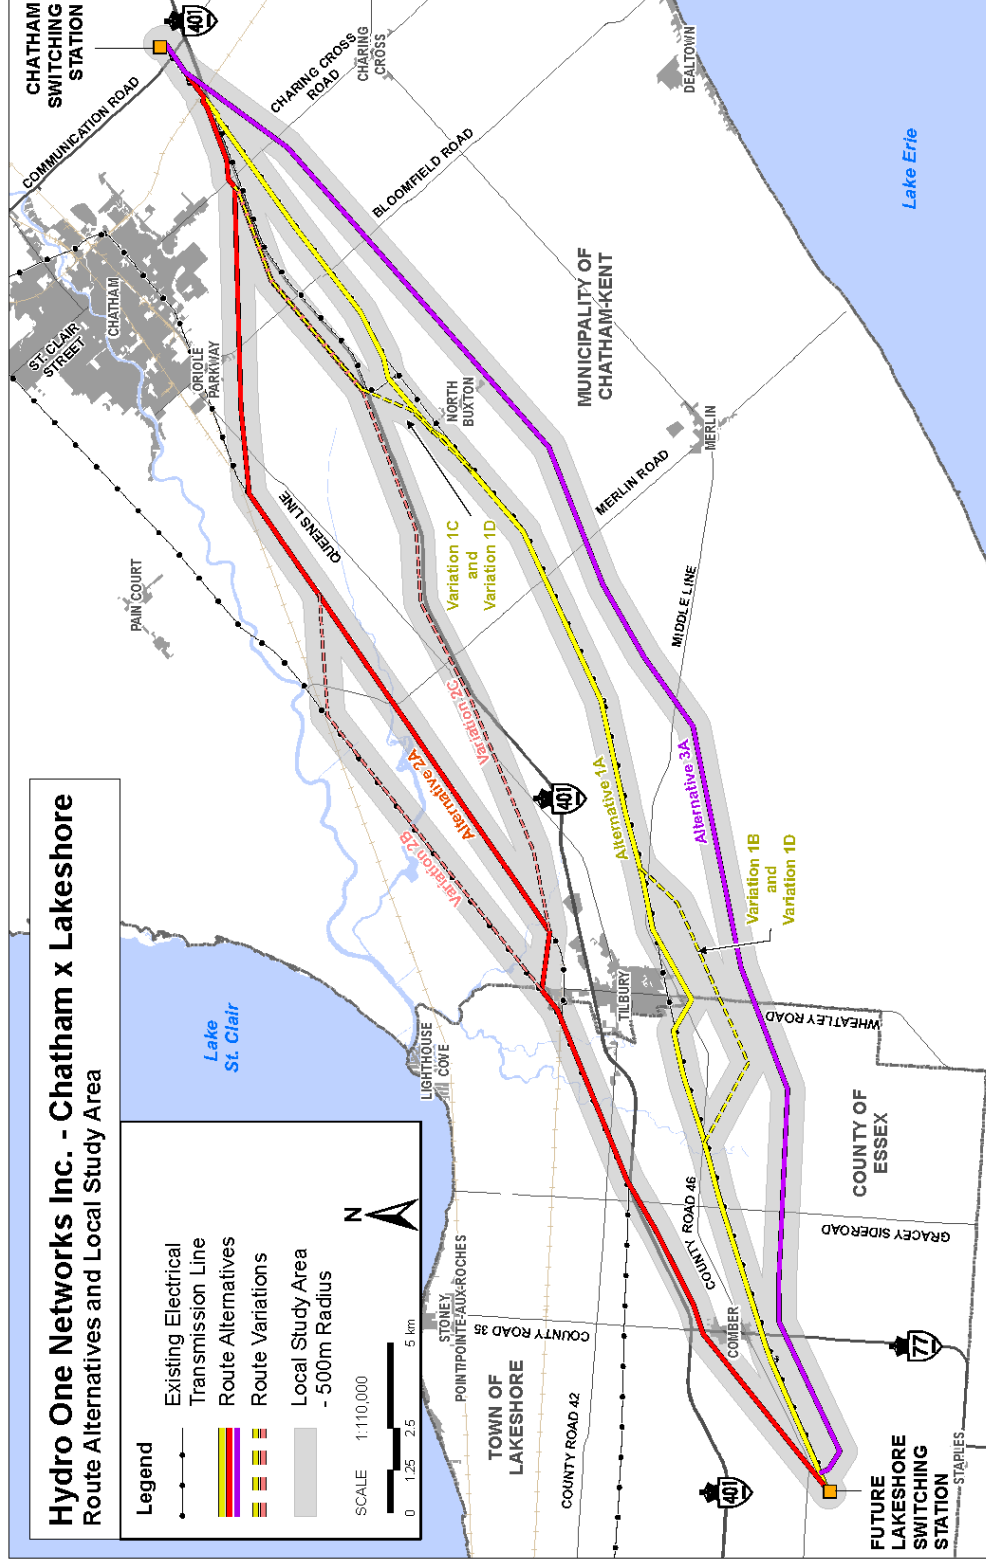 Hydro One Networks Inc. - Chatham x Lakeshore
Route Alternatives and Local Study Area
Legend
Existing Electrical
Transmission Line
Route Alternatives
Route Variations
Local Study Area
- 500m Radius
SCALE 1:110,000
0 1.25 2.5 5 km
N
Lake
St. Clair
LIGHTHOUSE
COVE
STONEY
POINTPOINTE-AUX-ROCHES
TOWN OF
LAKESHORE
COUNTY ROAD 42
COUNTY ROAD 35
COUNTY ROAD 46
401
FUTURE
LAKESHORE
SWITCHING
STATION
STAPLES
77
COMBER
GRACEY SIDEROAD
COUNTY OF
ESSEX
WHEATLEY ROAD
TILBURY
401
Variation 1B
and
Variation 1D
Alternative 3A
Alternative 1A
Alternative 2A
Variation 2B
Variation 2C
MIDDLE LINE
MERLIN ROAD
MERLIN
QUEENS LINE
PAIN COURT
Variation 1C
and
Variation 1D
NORTH
BUXTON
MUNICIPALITY OF
CHATHAM-KENT
ORIOLE
PARKWAY
ST. CLAIR
STREET
CHATHAM
BLOOMFIELD ROAD
CHARING CROSS
ROAD
CHARING
CROSS
COMMUNICATION ROAD
CHATHAM
SWITCHING
STATION
401
DEALTOWN
Lake Erie